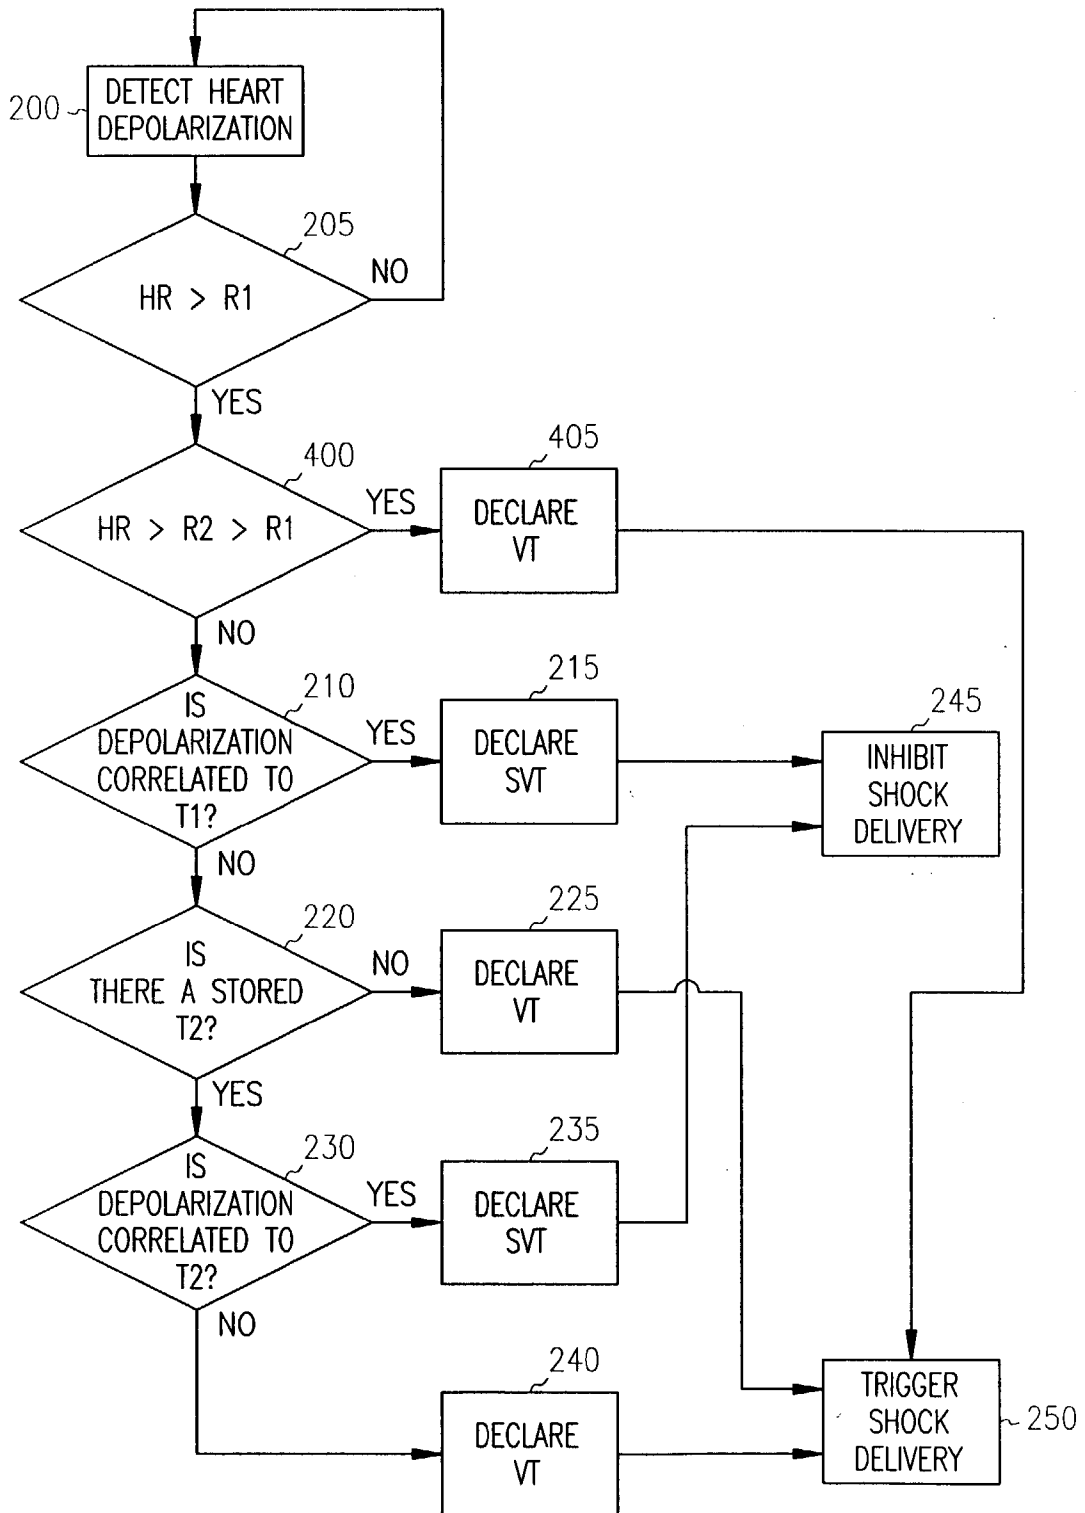 200
DETECT HEART
DEPOLARIZATION
205
HR > R1
NO
YES
400
HR > R2 > R1
YES
405
DECLARE
VT
NO
210
IS
DEPOLARIZATION
CORRELATED TO
T1?
YES
215
DECLARE
SVT
245
INHIBIT
SHOCK
DELIVERY
NO
220
IS
THERE A STORED
T2?
NO
225
DECLARE
VT
YES
230
IS
DEPOLARIZATION
CORRELATED TO
T2?
YES
235
DECLARE
SVT
NO
240
DECLARE
VT
TRIGGER
SHOCK
DELIVERY
250